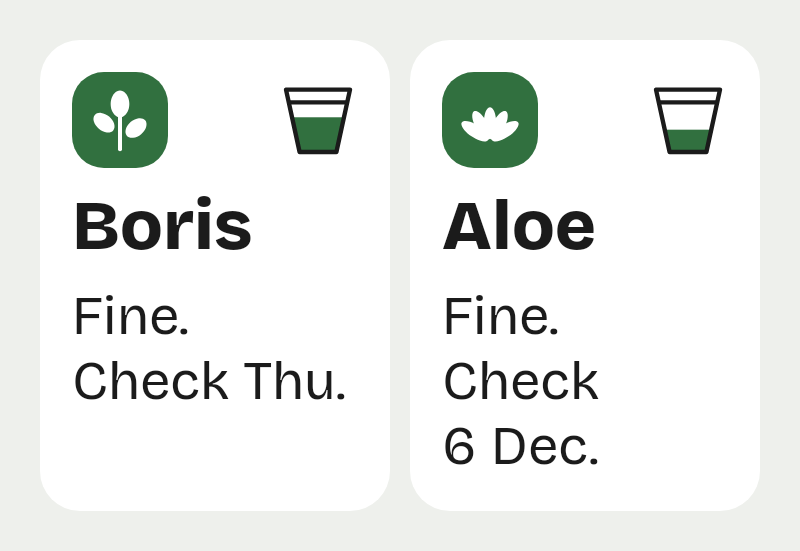 Boris
Fine.
Check Thu.
Aloe
Fine.
Check
6 Dec.